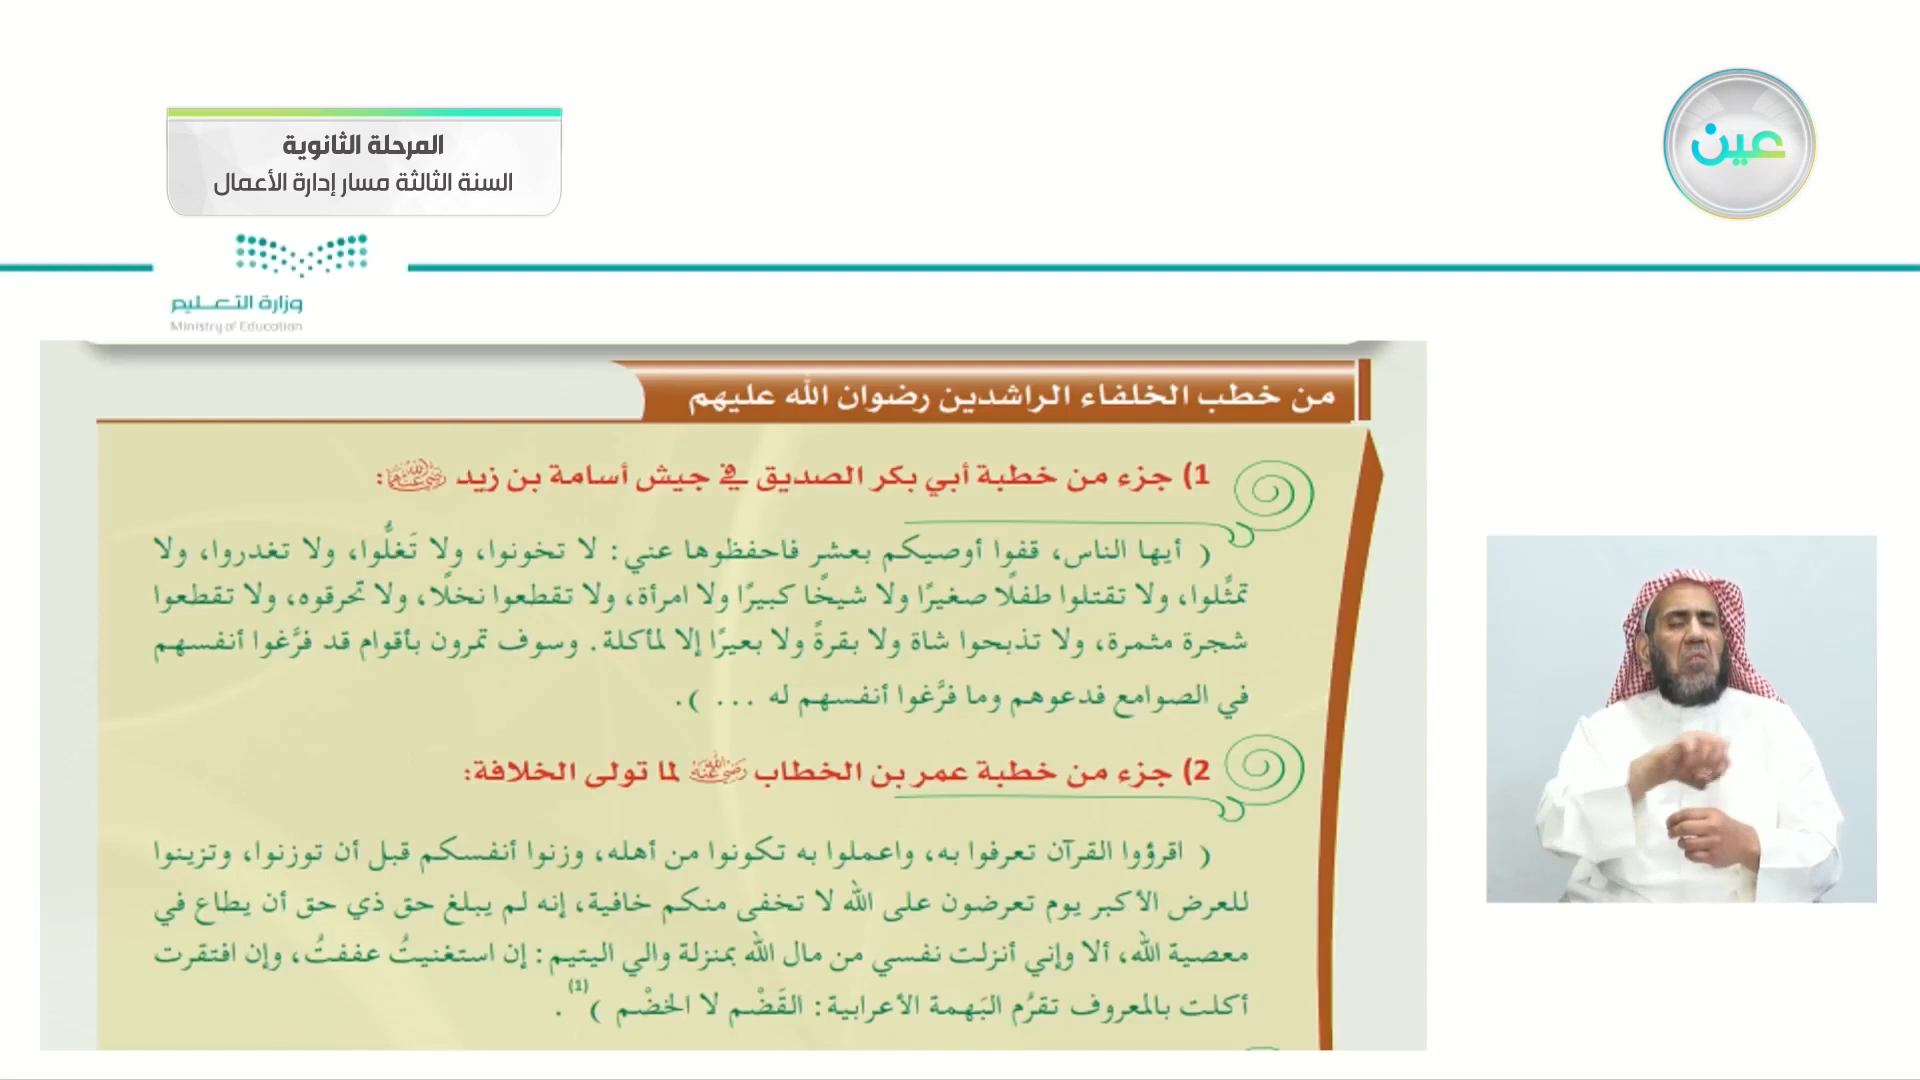 المرحلة الثانوية
السنة الثالثة مسار إدارة الأعمال
عين
وزارة التعليم
Ministry of Education
من خطب الخلفاء الراشدين رضوان الله عليهم
1) جزء من خطبة أبي بكر الصديق في جيش أسامة بن زيد رضي الله عنهما:
( أيها الناس، قفوا أوصيكم بعشر فاحفظوها عني: لا تخونوا، ولا تَغلُّوا، ولا تغدروا، ولا
تمثَّلوا، ولا تقتلوا طفلًا صغيرًا ولا شيخًا كبيرًا ولا امرأة، ولا تقطعوا نخلًا، ولا تحرقوه، ولا تقطعوا
شجرة مثمرة، ولا تذبحوا شاة ولا بقرةً ولا بعيرًا إلا لمأكلة. وسوف تمرون بأقوام قد فرَّغوا أنفسهم
في الصوامع فدعوهم وما فرَّغوا أنفسهم له ... ).
2) جزء من خطبة عمر بن الخطاب رضي الله عنه لما تولى الخلافة:
( اقرؤوا القرآن تعرفوا به، واعملوا به تكونوا من أهله، وزنوا أنفسكم قبل أن توزنوا، وتزينوا
للعرض الأكبر يوم تعرضون على الله لا تخفى منكم خافية، إنه لم يبلغ حق ذي حق أن يطاع في
معصية الله، ألا وإني أنزلت نفسي من مال الله بمنزلة والي اليتيم: إن استغنيتُ عففتُ، وإن افتقرت
أكلت بالمعروف تقرُّم البَهمة الأعرابية: القَضْم لا الخضْم )(1).